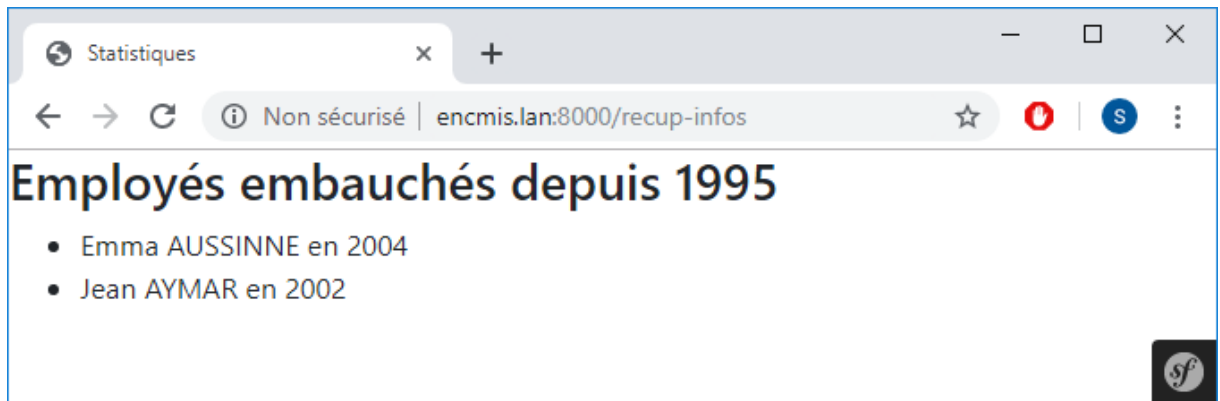 Statistiques
Non sécurisé | encmis.lan:8000/recup-infos
S
Employés embauchés depuis 1995
Emma AUSSINNE en 2004
Jean AYMAR en 2002
sf